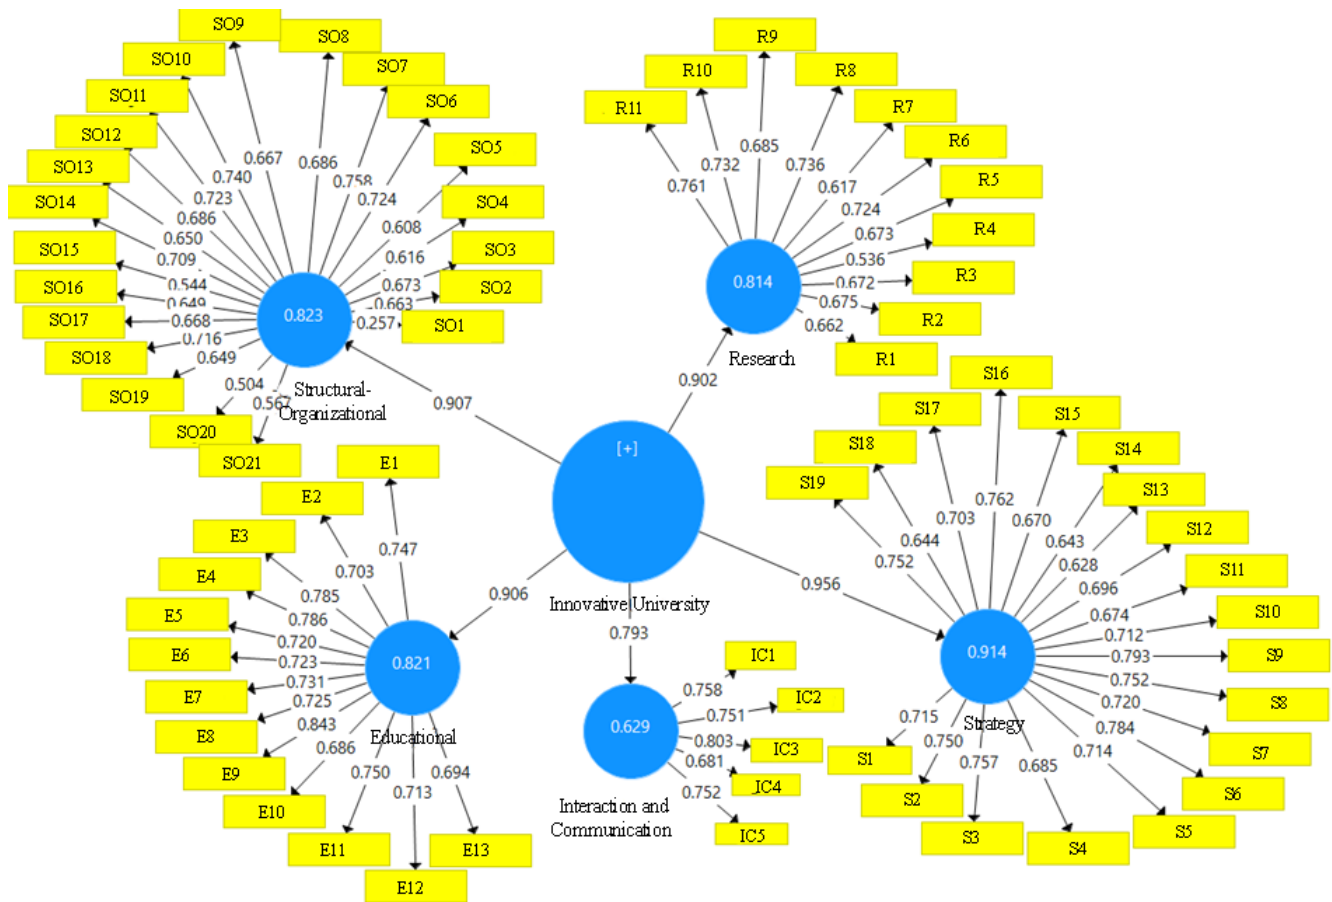 SO9
SO8
SO10
SO7
SO11
SO6
SO12
SO5
SO13
SO4
SO14
SO3
SO15
SO2
SO16
SO1
SO17
SO18
SO19
SO20
SO21
0.667
0.686
0.740
0.758
0.723
0.724
0.686
0.608
0.650
0.616
0.709
0.673
0.544
0.663
0.649
0.257
0.668
0.716
0.649
0.504
0.567
0.823
Structural-
Organizational
0.907
R9
R10
R8
R11
R7
R6
R5
R4
R3
R2
R1
0.685
0.732
0.736
0.761
0.617
0.724
0.673
0.536
0.672
0.675
0.662
0.814
Research
0.902
[+]
Innovative University
0.906
0.793
0.956
E1
E2
E3
E4
E5
E6
E7
E8
E9
E10
E11
E12
E13
0.747
0.703
0.785
0.786
0.720
0.723
0.731
0.725
0.843
0.686
0.750
0.713
0.694
0.821
Educational
IC1
IC2
IC3
IC4
IC5
0.758
0.751
0.803
0.681
0.752
0.629
Interaction and
Communication
S16
S17
S15
S18
S14
S19
S13
S12
S11
S10
S9
S8
S7
S6
S5
S4
S3
S2
S1
0.762
0.703
0.670
0.644
0.643
0.752
0.628
0.696
0.674
0.712
0.793
0.752
0.720
0.784
0.714
0.685
0.757
0.750
0.715
0.914
Strategy